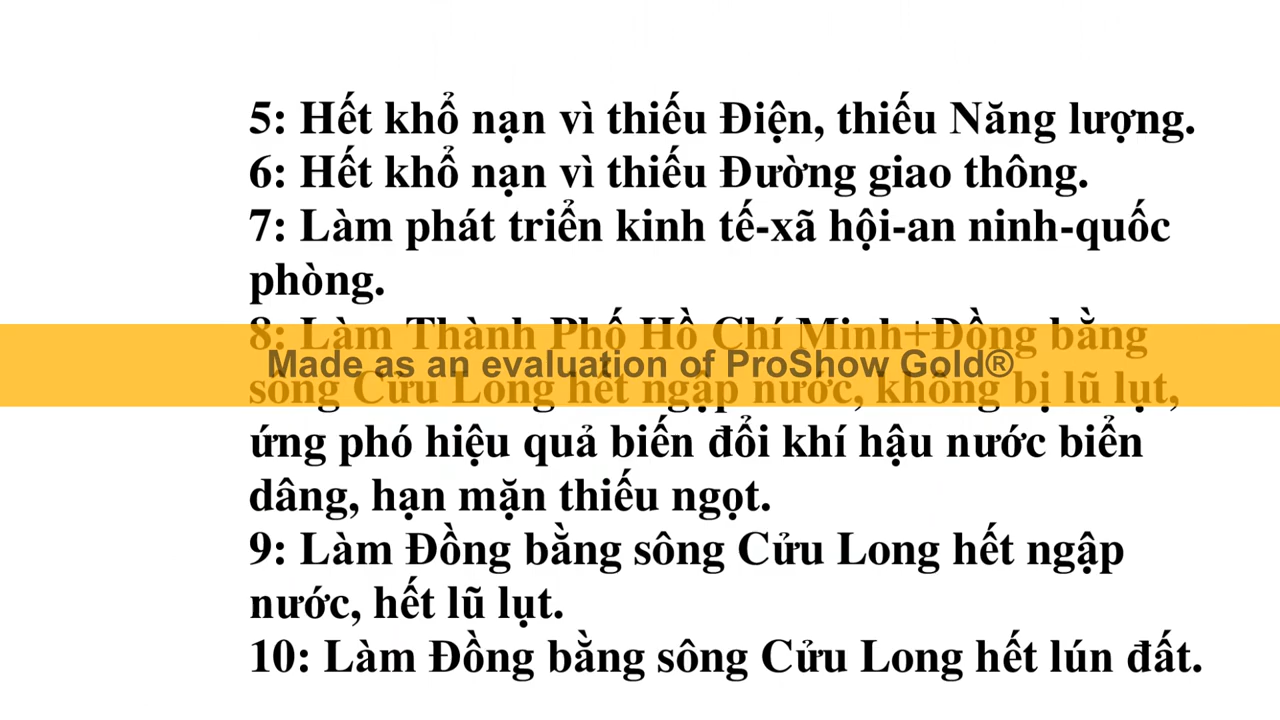 5: Hết khổ nạn vì thiếu Điện, thiếu Năng lượng.
6: Hết khổ nạn vì thiếu Đường giao thông.
7: Làm phát triển kinh tế-xã hội-an ninh-quốc
phòng.
8: Làm Thành Phố Hồ Chí Minh+Đồng bằng
Made as an evaluation of ProShow Gold®
sông Cửu Long hết ngập nước, không bị lũ lụt,
ứng phó hiệu quả biến đổi khí hậu nước biển
dâng, hạn mặn thiếu ngọt.
9: Làm Đồng bằng sông Cửu Long hết ngập
nước, hết lũ lụt.
10: Làm Đồng bằng sông Cửu Long hết lún đất.